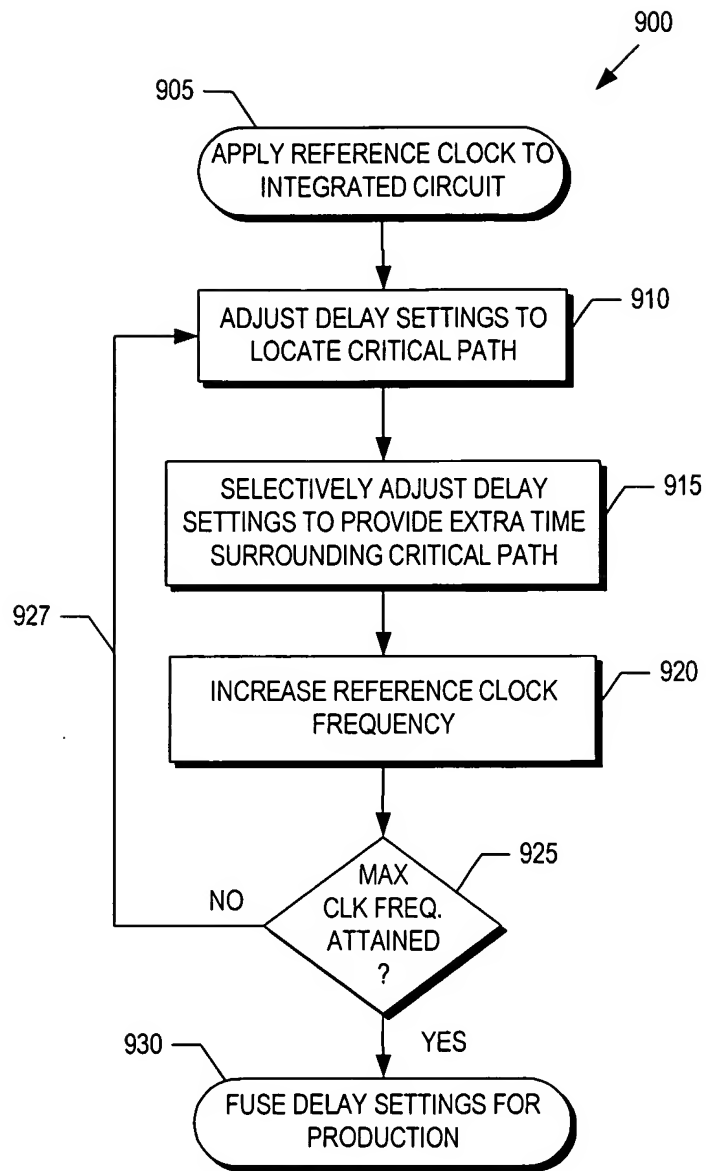 900
905
APPLY REFERENCE CLOCK TO
INTEGRATED CIRCUIT
910
ADJUST DELAY SETTINGS TO
LOCATE CRITICAL PATH
915
SELECTIVELY ADJUST DELAY
SETTINGS TO PROVIDE EXTRA TIME
SURROUNDING CRITICAL PATH
927
920
INCREASE REFERENCE CLOCK
FREQUENCY
925
NO
MAX
CLK FREQ.
ATTAINED
?
YES
930
FUSE DELAY SETTINGS FOR
PRODUCTION